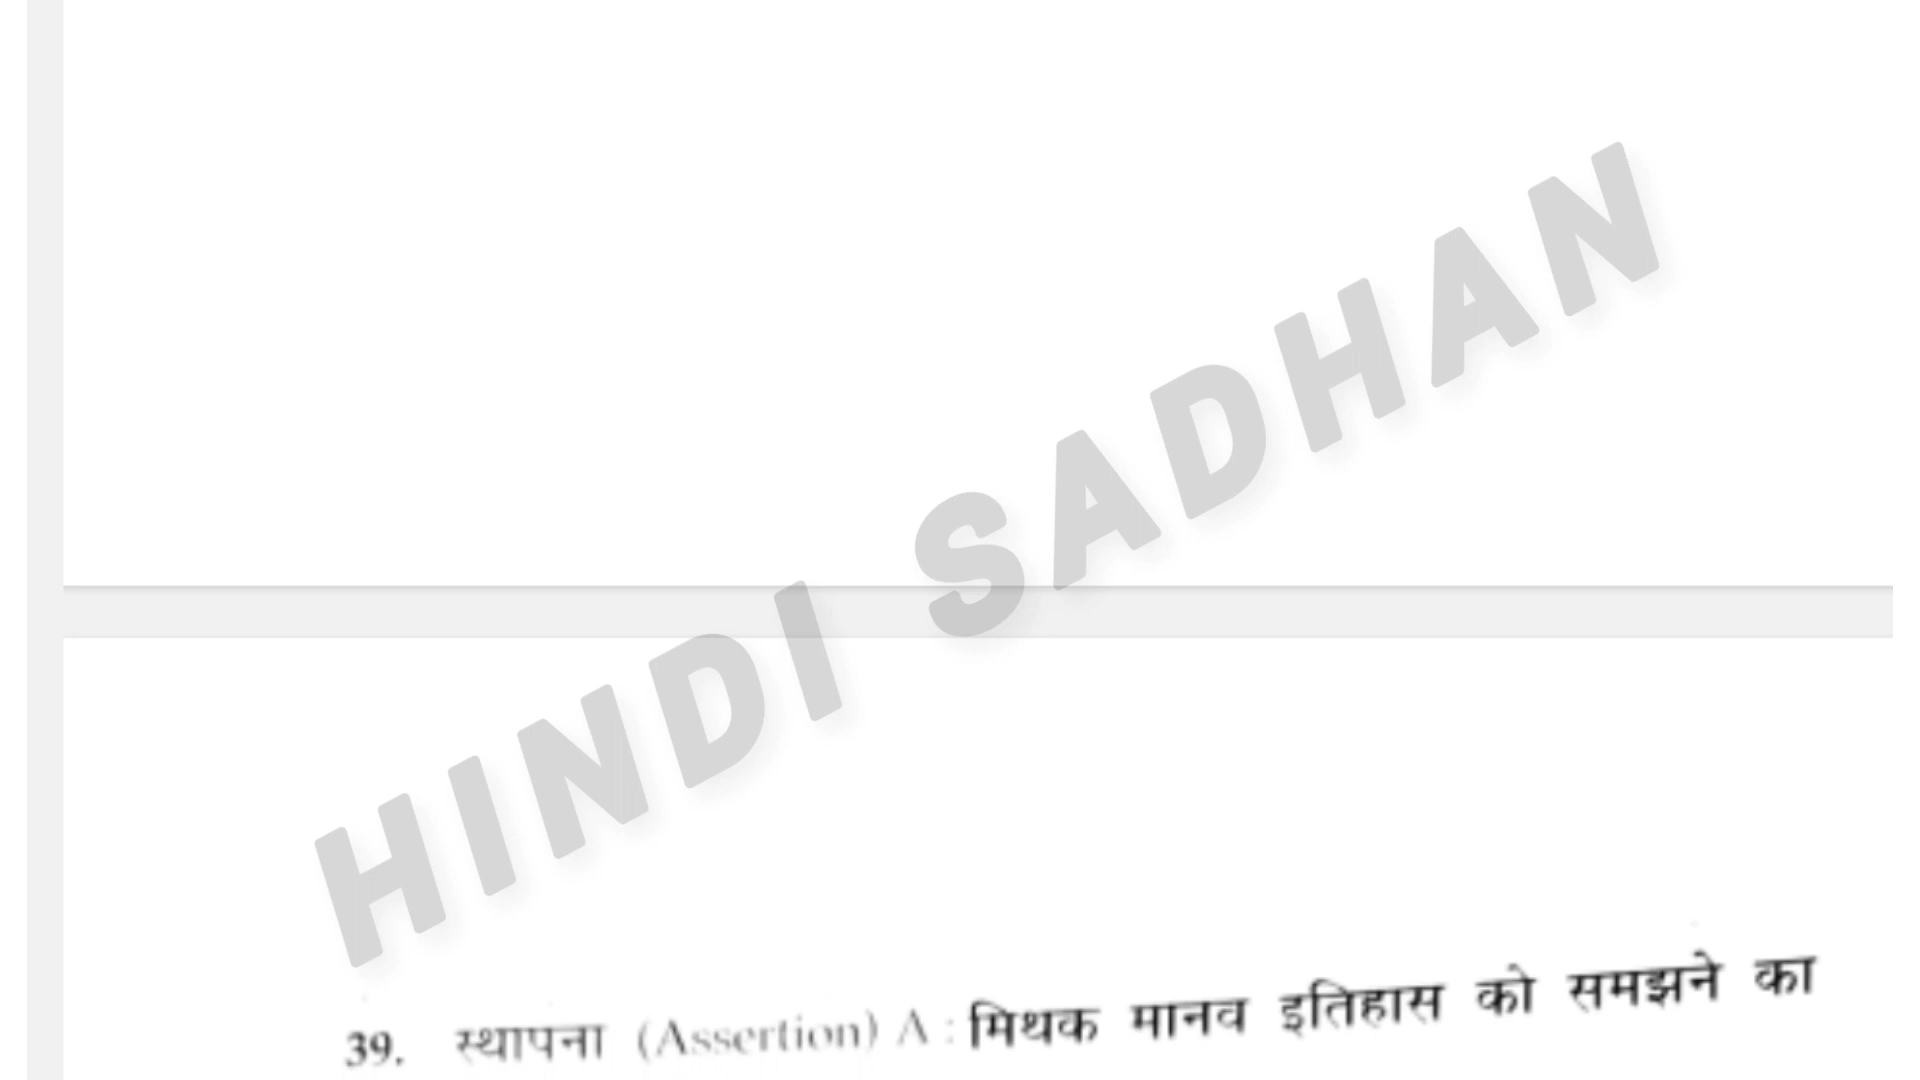 HINDI SADHAN
39. स्थापना (Assertion) A : मिथक मानव इतिहास को समझने का